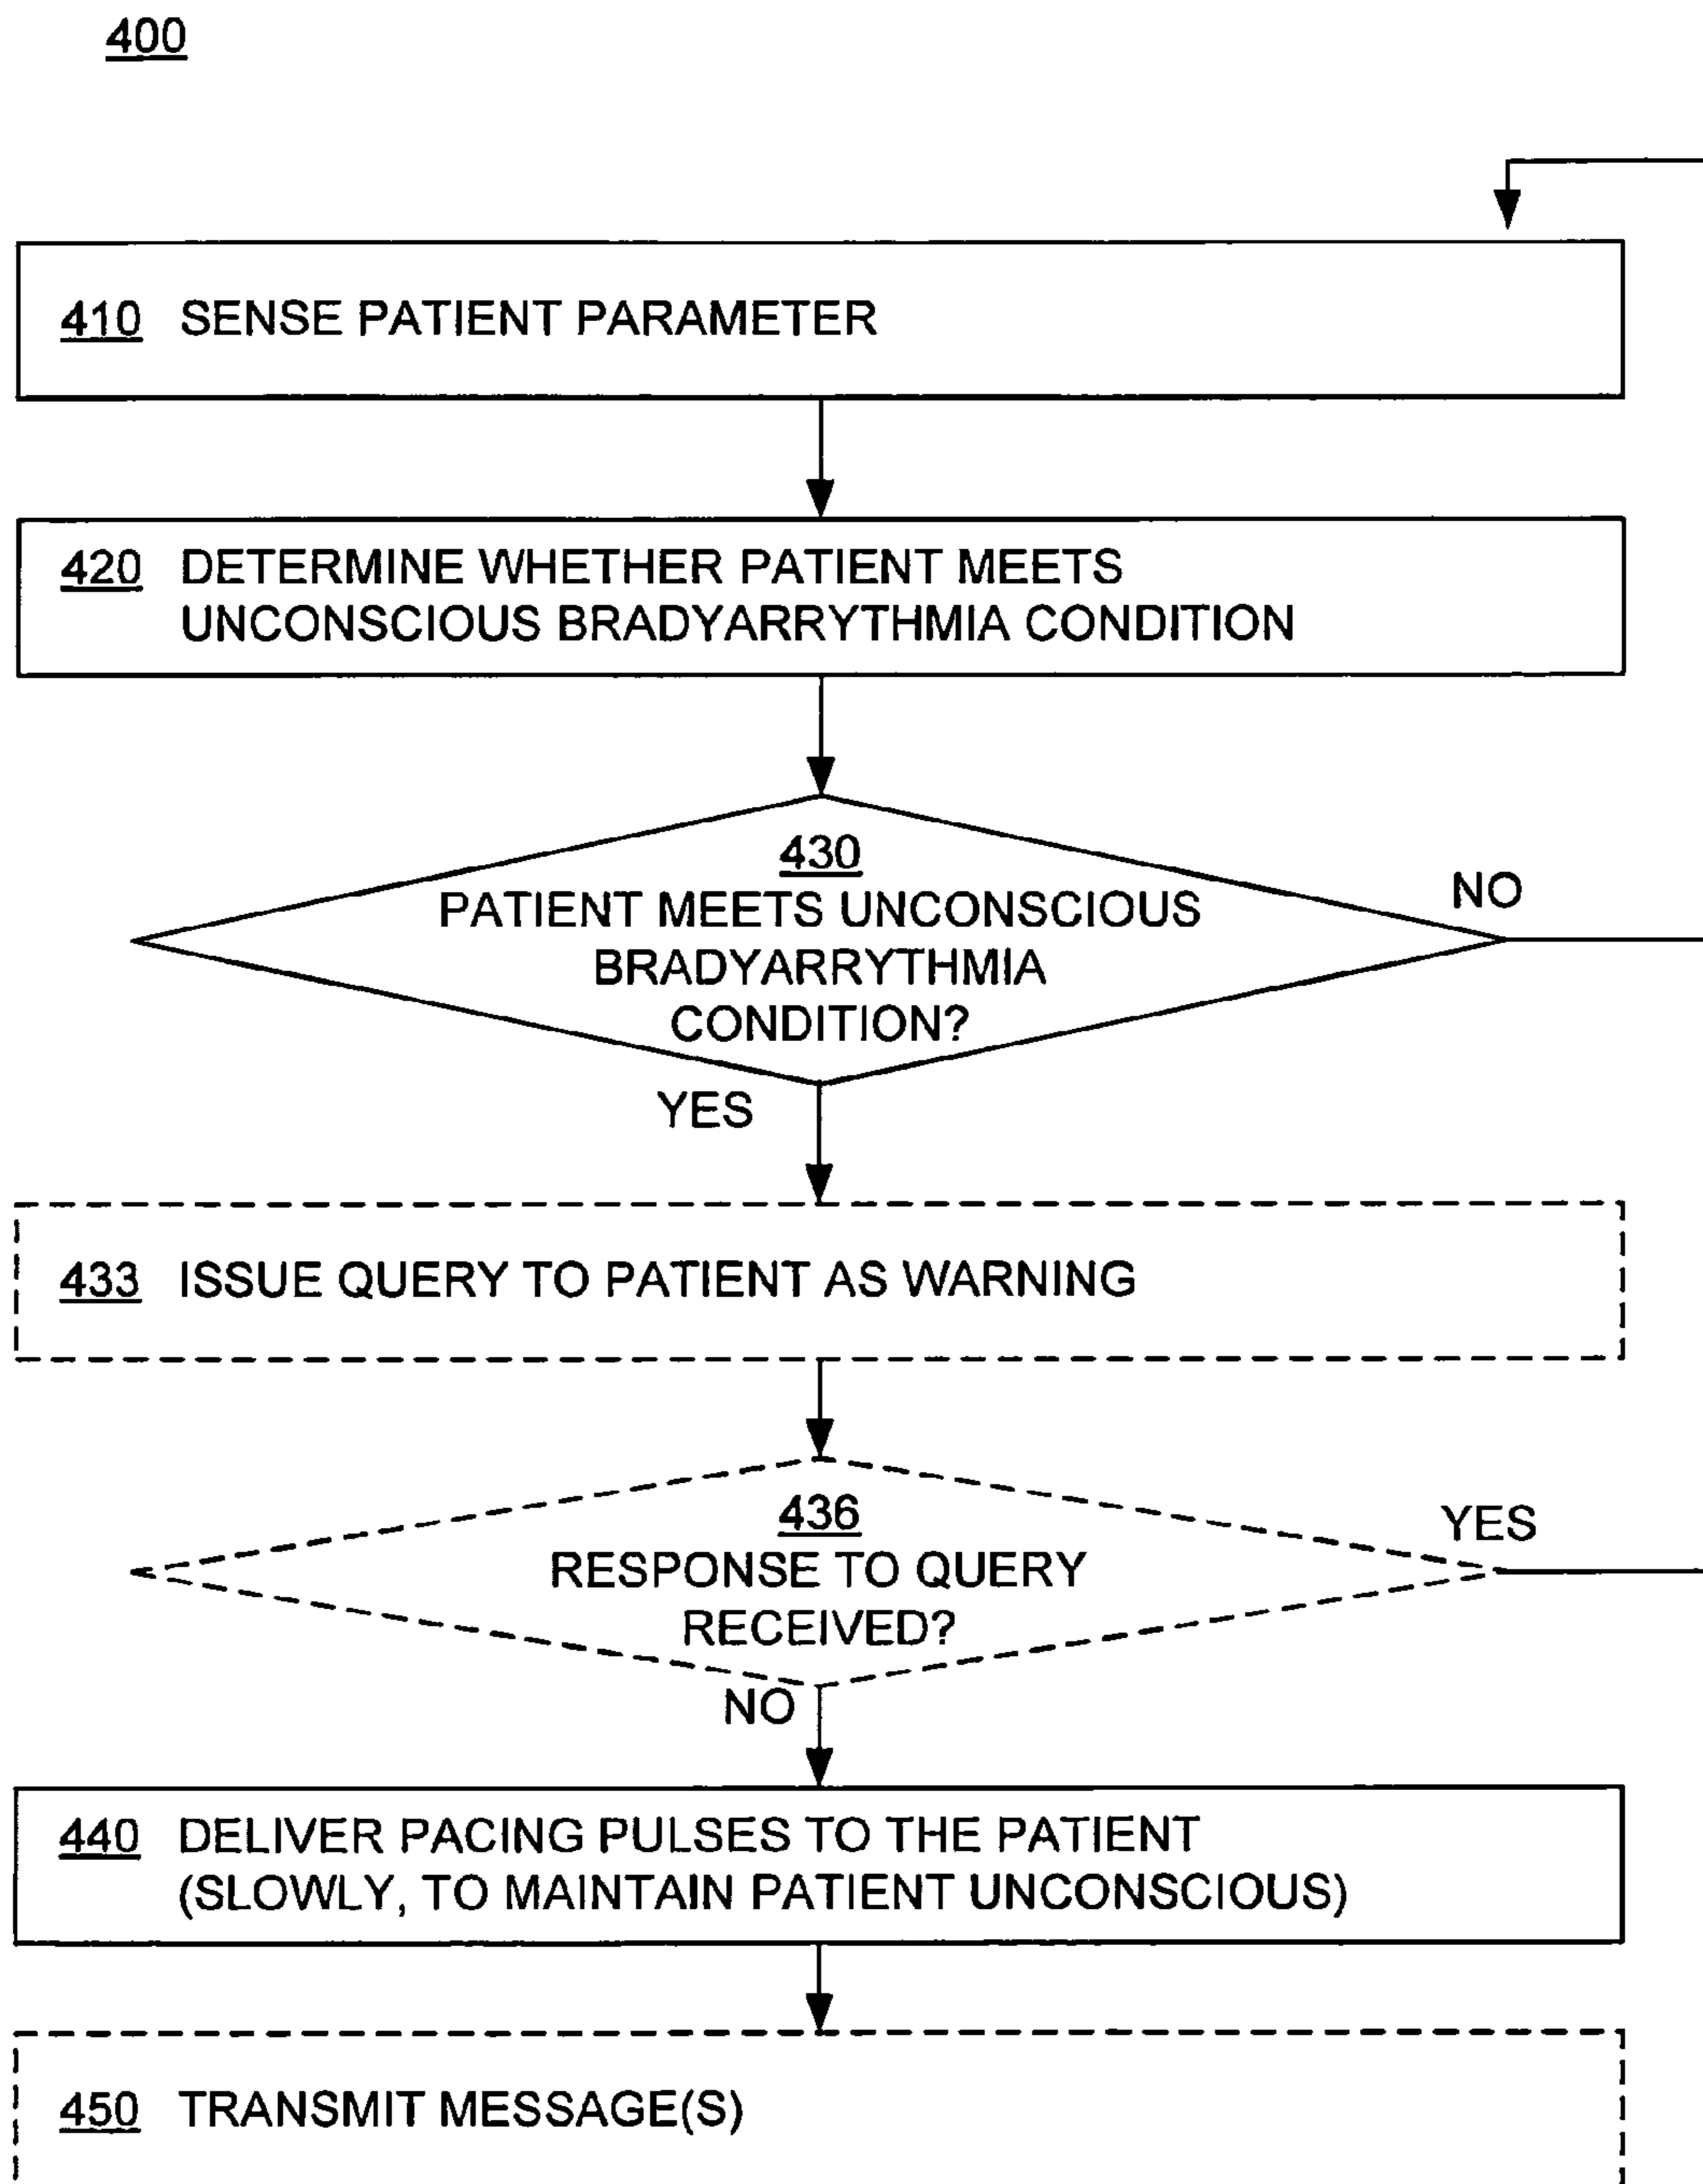 400
410 SENSE PATIENT PARAMETER
420 DETERMINE WHETHER PATIENT MEETS
UNCONSCIOUS BRADYARRYTHMIA CONDITION
430
PATIENT MEETS UNCONSCIOUS
BRADYARRYTHMIA
CONDITION?
NO
YES
433 ISSUE QUERY TO PATIENT AS WARNING
436
RESPONSE TO QUERY
RECEIVED?
YES
NO
440 DELIVER PACING PULSES TO THE PATIENT
(SLOWLY, TO MAINTAIN PATIENT UNCONSCIOUS)
450 TRANSMIT MESSAGE(S)